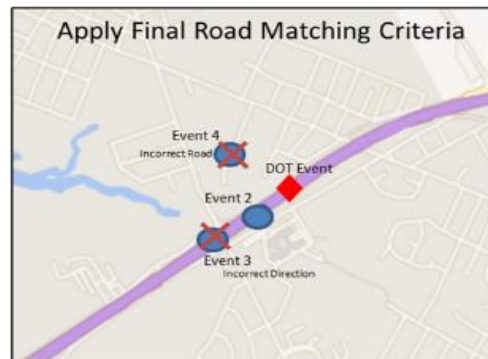 Apply Final Road Matching Criteria
Event 4
Incorrect Road
DOT Event
Event 2
Event 3
Incorrect Direction